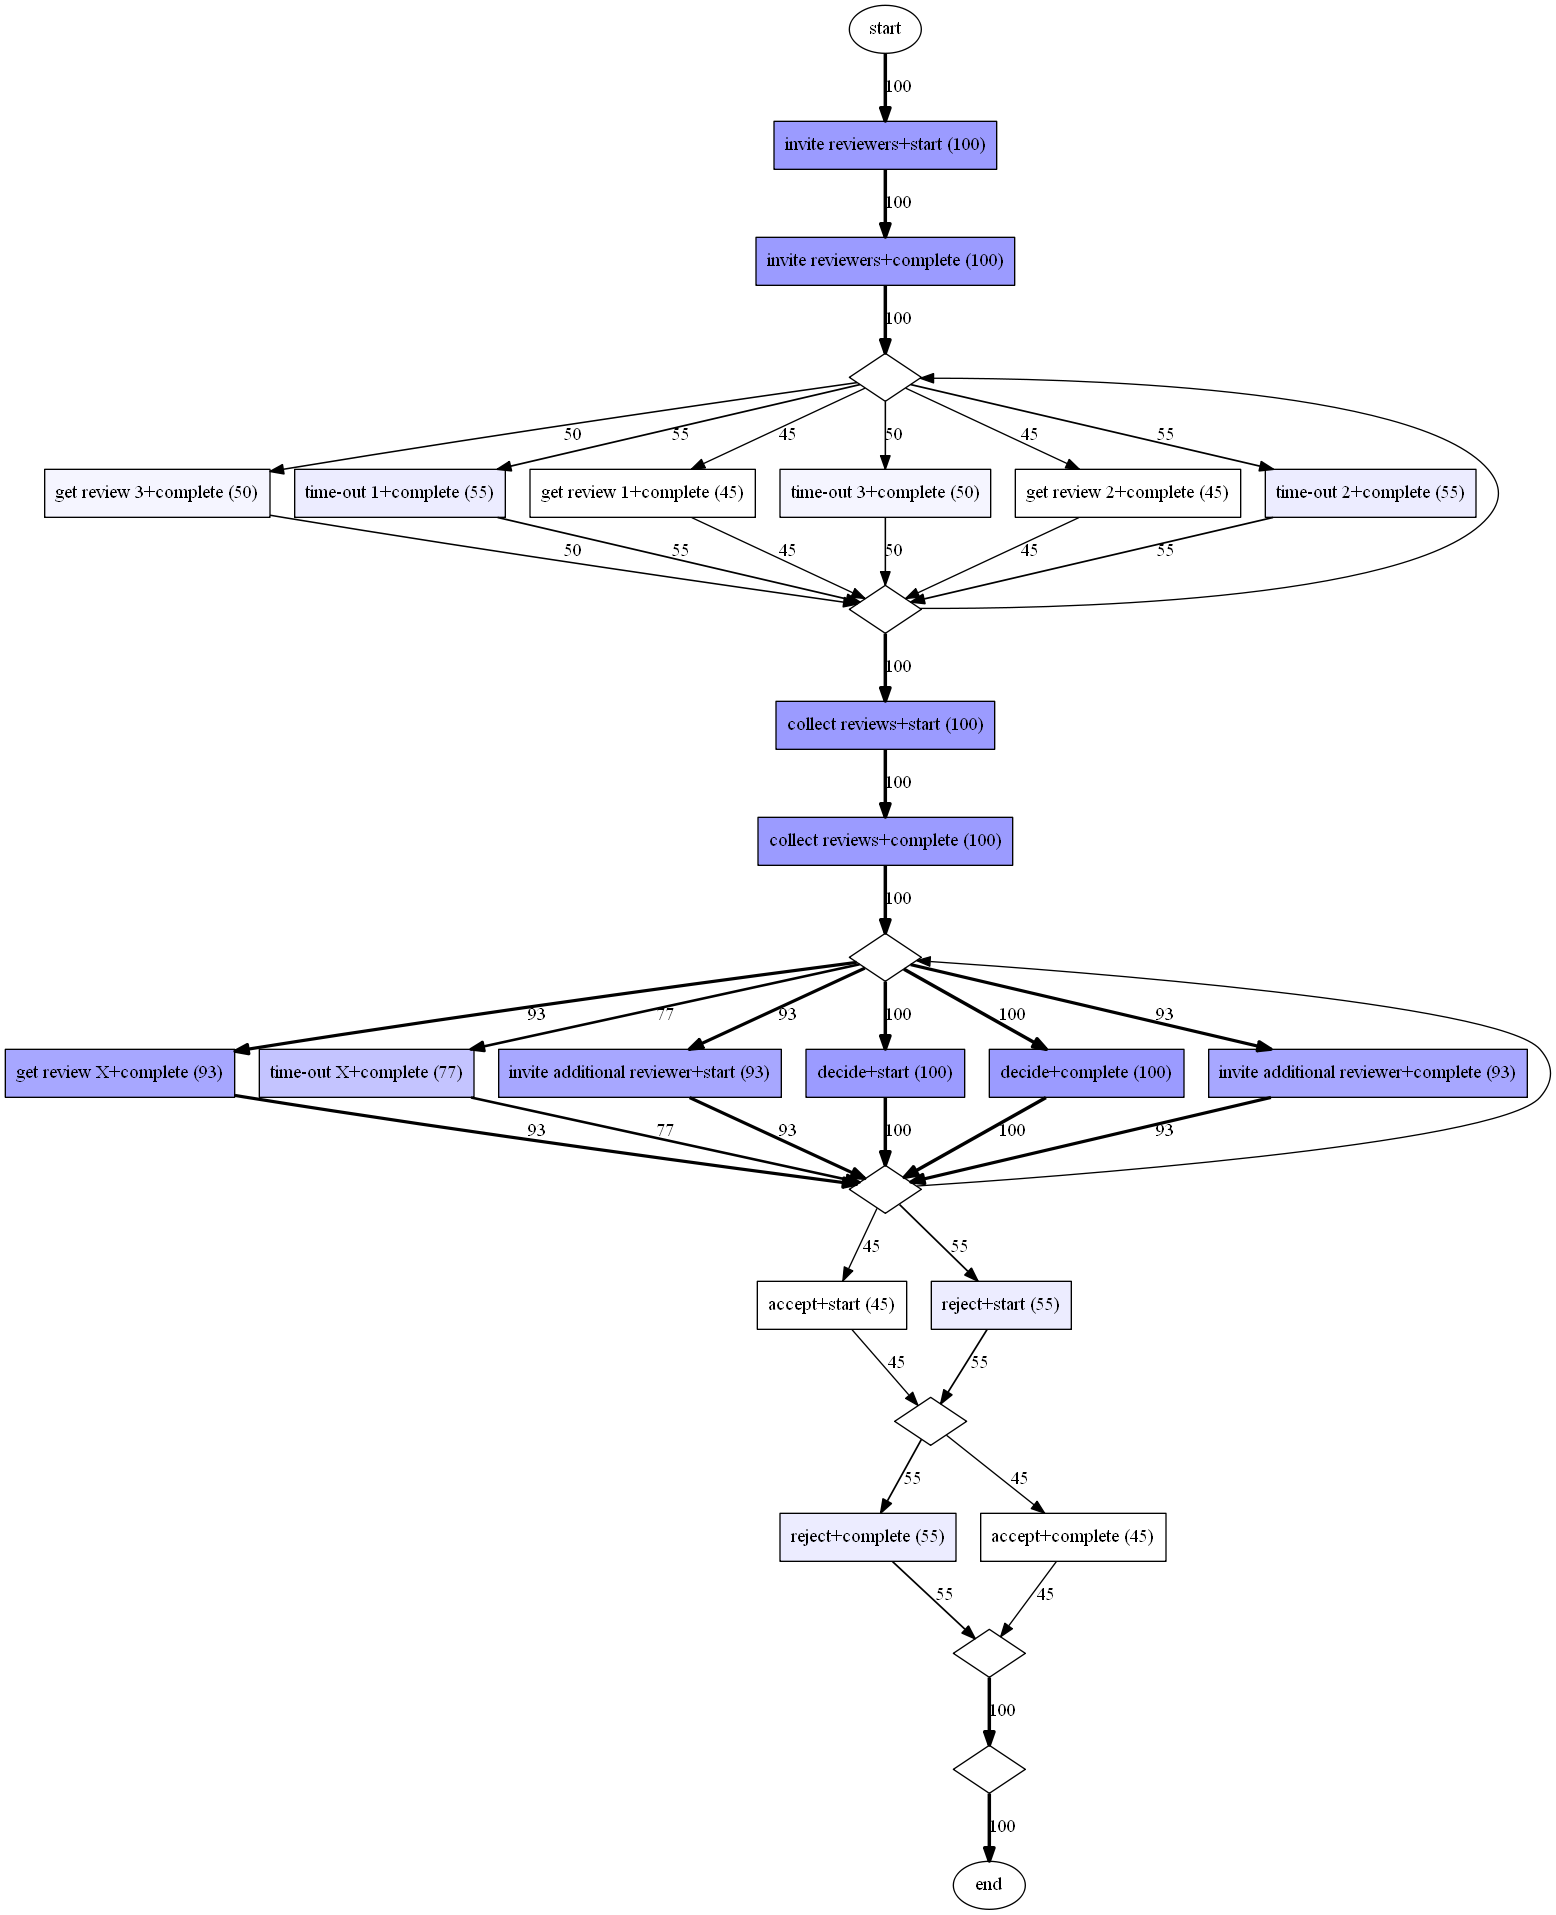 start
100
invite reviewers+start (100)
100
invite reviewers+complete (100)
100
50
55
45
50
45
55
get review 3+complete (50)
time-out 1+complete (55)
get review 1+complete (45)
time-out 3+complete (50)
get review 2+complete (45)
time-out 2+complete (55)
50
55
45
50
45
55
100
collect reviews+start (100)
100
collect reviews+complete (100)
100
93
77
93
100
100
93
get review X+complete (93)
time-out X+complete (77)
invite additional reviewer+start (93)
decide+start (100)
decide+complete (100)
invite additional reviewer+complete (93)
93
77
93
100
100
93
45
55
accept+start (45)
reject+start (55)
45
55
55
45
reject+complete (55)
accept+complete (45)
55
45
100
100
end